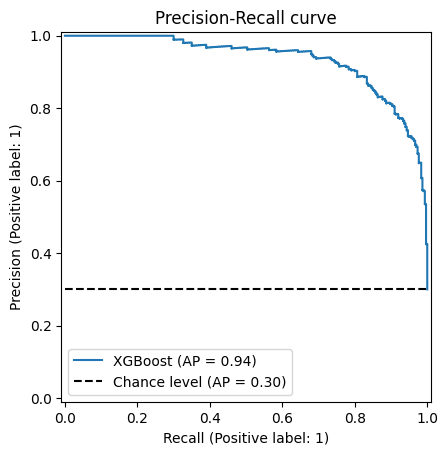 Precision-Recall curve
Precision (Positive label: 1)
1.0
0.8
0.6
0.4
0.2
0.0
XGBoost (AP = 0.94)
Chance level (AP = 0.30)
0.0 0.2 0.4 0.6 0.8 1.0
Recall (Positive label: 1)